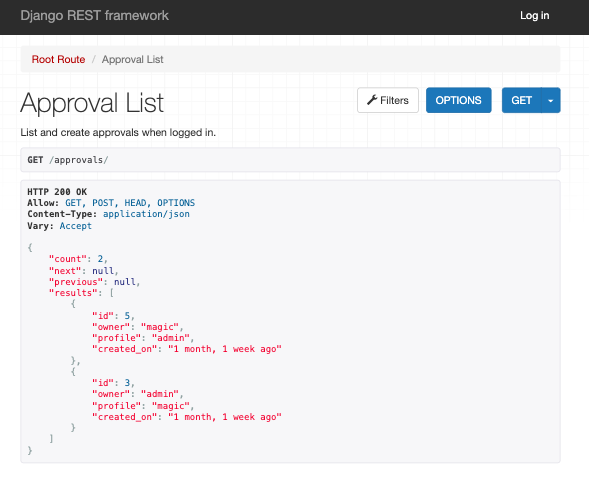 Django REST framework
Log in
Root Route / Approval List
Approval List
Filters
OPTIONS
GET
List and create approvals when logged in.
GET /approvals/
HTTP 200 OK
Allow: GET, POST, HEAD, OPTIONS
Content-Type: application/json
Vary: Accept
{
    "count": 2,
    "next": null,
    "previous": null,
    "results": [
        {
            "id": 5,
            "owner": "magic",
            "profile": "admin",
            "created_on": "1 month, 1 week ago"
        },
        {
            "id": 3,
            "owner": "admin",
            "profile": "magic",
            "created_on": "1 month, 1 week ago"
        }
    ]
}